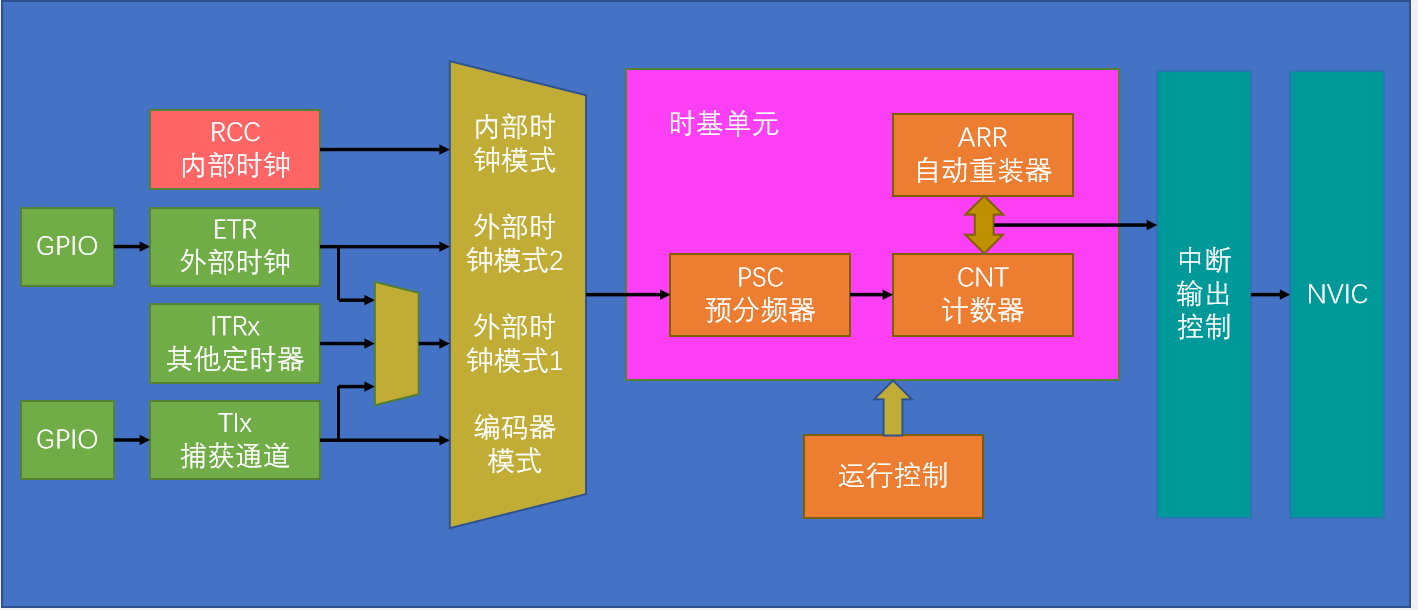 RCC
内部时钟
GPIO
ETR
外部时钟
ITRx
其他定时器
GPIO
TIx
捕获通道
内部时
钟模式
外部时
钟模式2
外部时
钟模式1
编码器
模式
时基单元
ARR
自动重装器
PSC
预分频器
CNT
计数器
运行控制
中断
输出
控制
NVIC